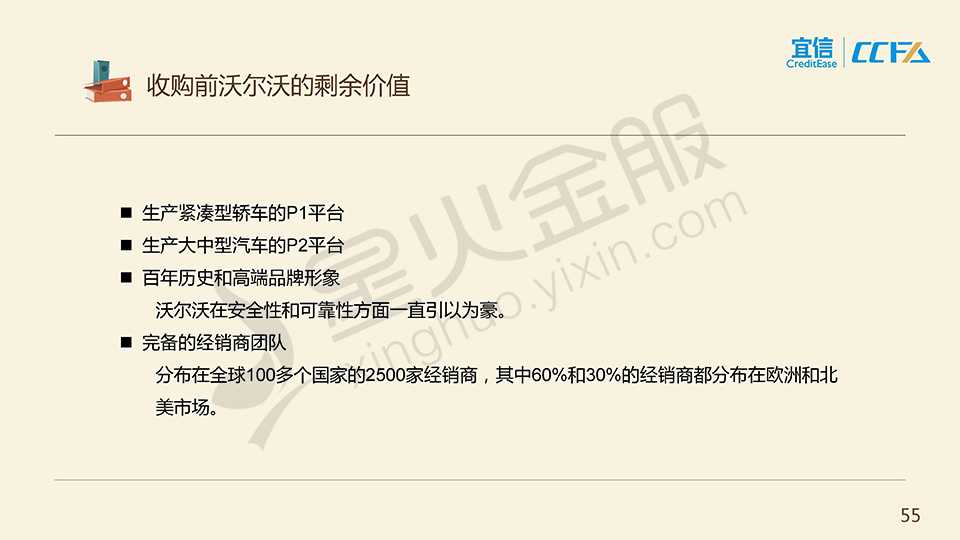 宜信
CreditEase
CCFA
收购前沃尔沃的剩余价值
■ 生产紧凑型轿车的P1平台
■ 生产大中型汽车的P2平台
■ 百年历史和高端品牌形象
沃尔沃在安全性和可靠性方面一直引以为豪。
■ 完备的经销商团队
分布在全球100多个国家的2500家经销商，其中60%和30%的经销商都分布在欧洲和北
美市场。
星火金服
xinghuo.yixin.com
55